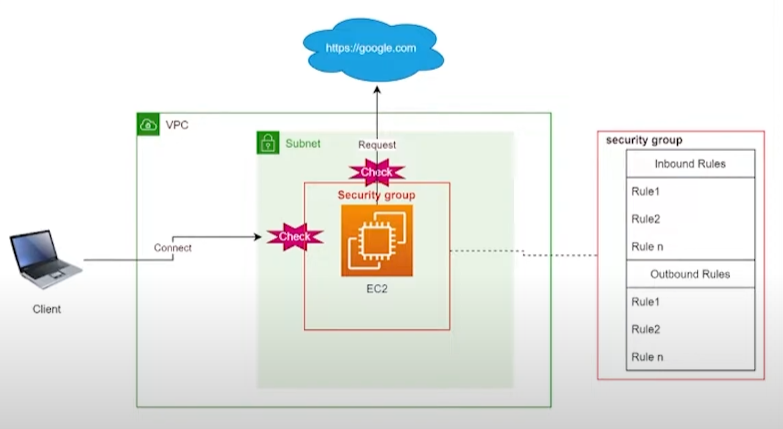 https://google.com
VPC
Subnet
Request
Check
Security group
Check
Connect
EC2
Client
security group
Inbound Rules
Rule1
Rule2
Rule n
Outbound Rules
Rule1
Rule2
Rule n